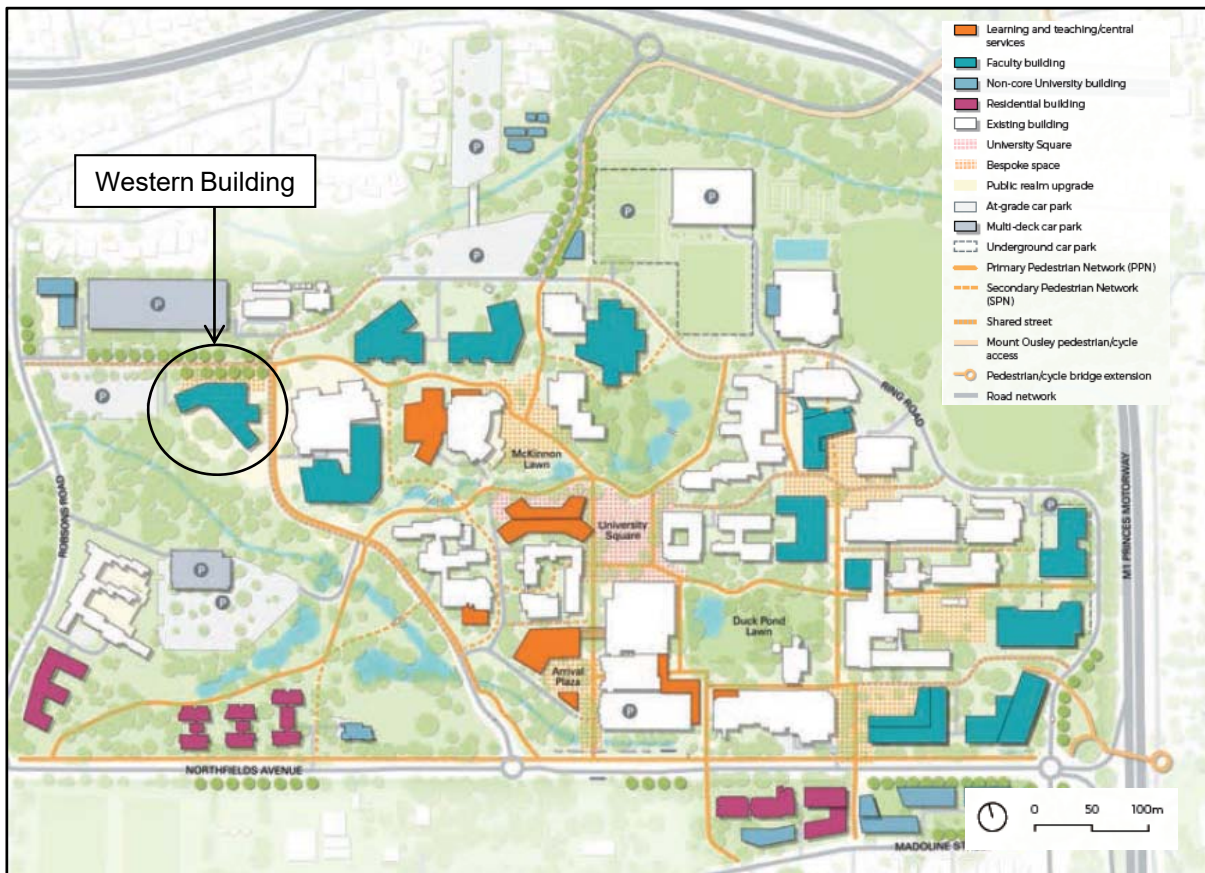 Western Building
Learning and teaching/central
services
Faculty building
Non-core University building
Residential building
Existing building
University Square
Bespoke space
Public realm upgrade
At-grade car park
Multi-deck car park
Underground car park
Primary Pedestrian Network (PPN)
Secondary Pedestrian Network
(SPN)
Shared street
Mount Ousley pedestrian/cycle
access
Pedestrian/cycle bridge extension
Road network
P
P
P
P
P
P
RING ROAD
McKinnon
Lawn
ROBSONS ROAD
University
Square
P
M1 PRINCES MOTORWAY
P
P
Duck Pond
Lawn
Arrival
Plaza
P
NORTHFIELDS AVENUE
0 50 100m
MADOLINE